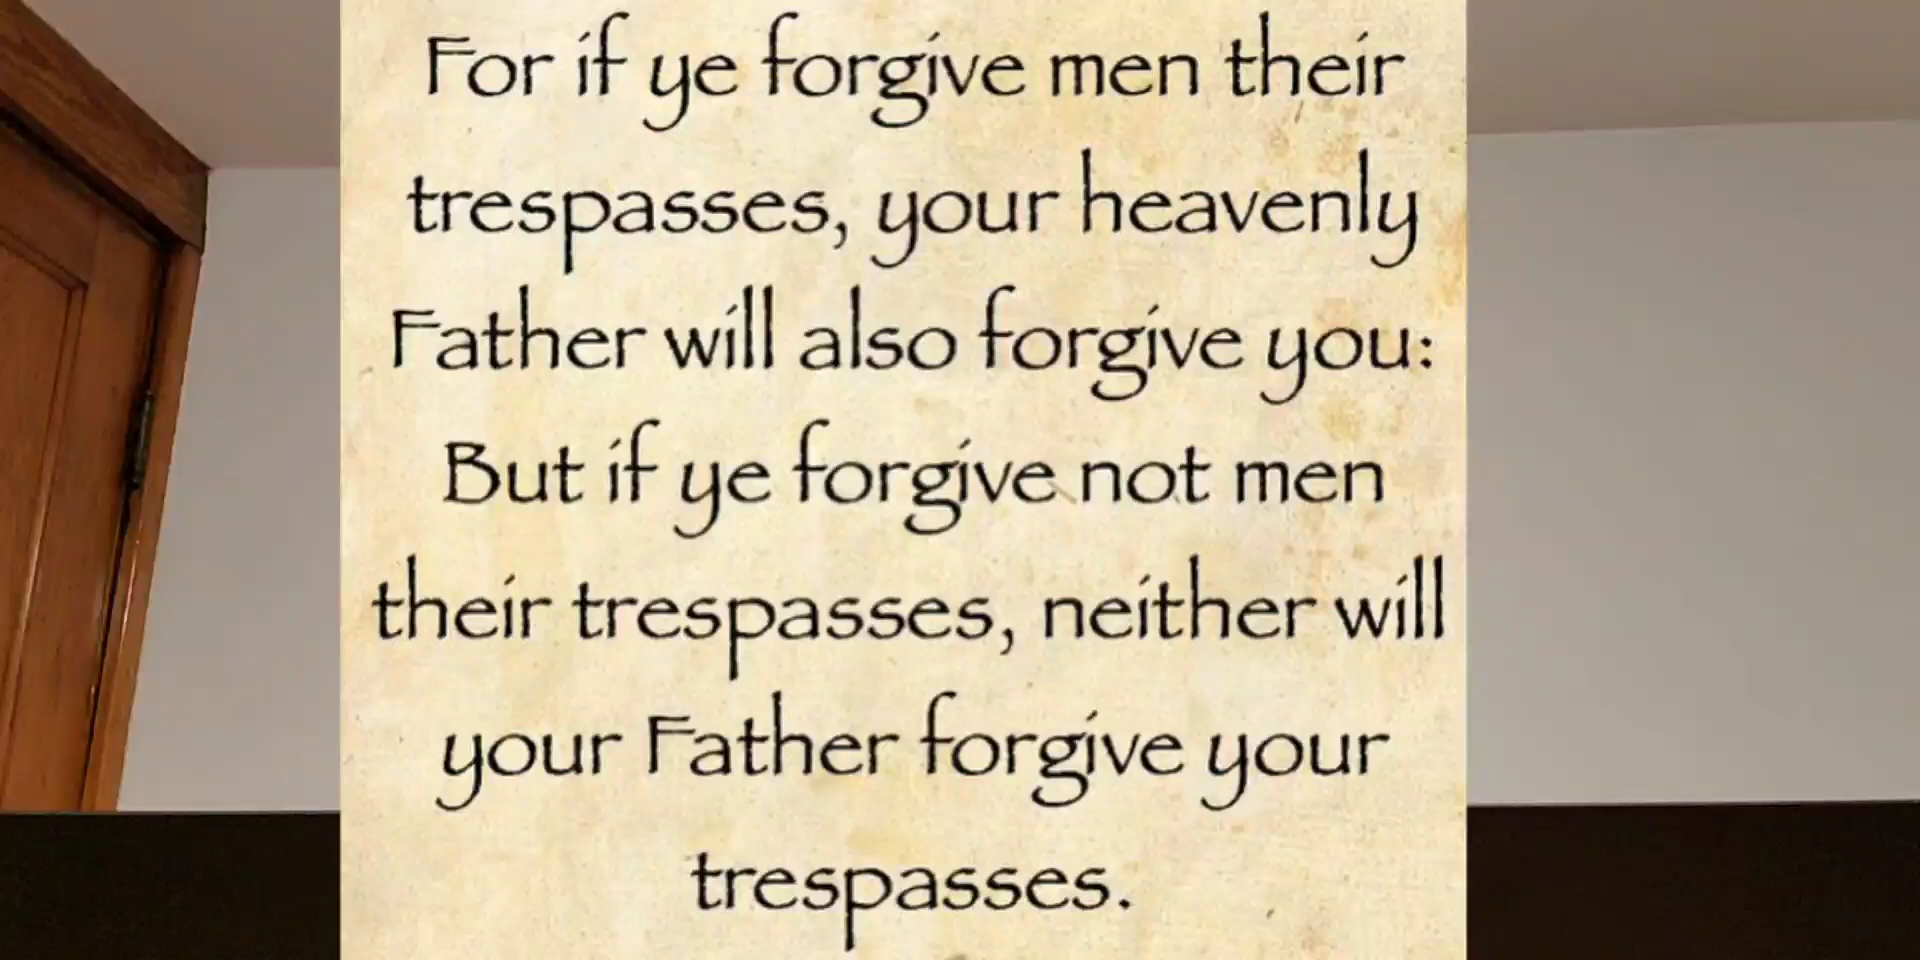 For if ye forgive men their
trespasses, your heavenly
Father will also forgive you:
But if ye forgive not men
their trespasses, neither will
your Father forgive your
trespasses.